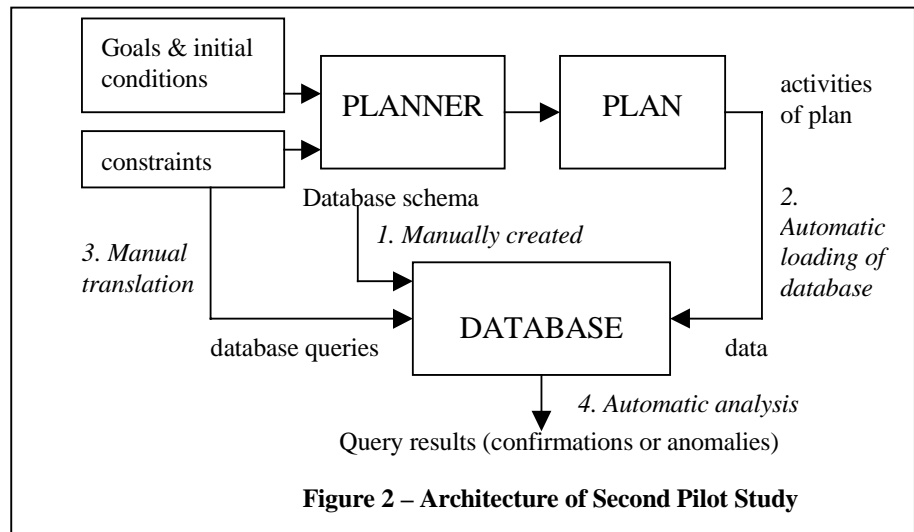 Goals & initial
conditions
PLANNER
PLAN
activities
of plan
constraints
Database schema
1. Manually created
2.
Automatic
loading of
database
3. Manual
translation
DATABASE
database queries
data
4. Automatic analysis
Query results (confirmations or anomalies)
Figure 2 – Architecture of Second Pilot Study